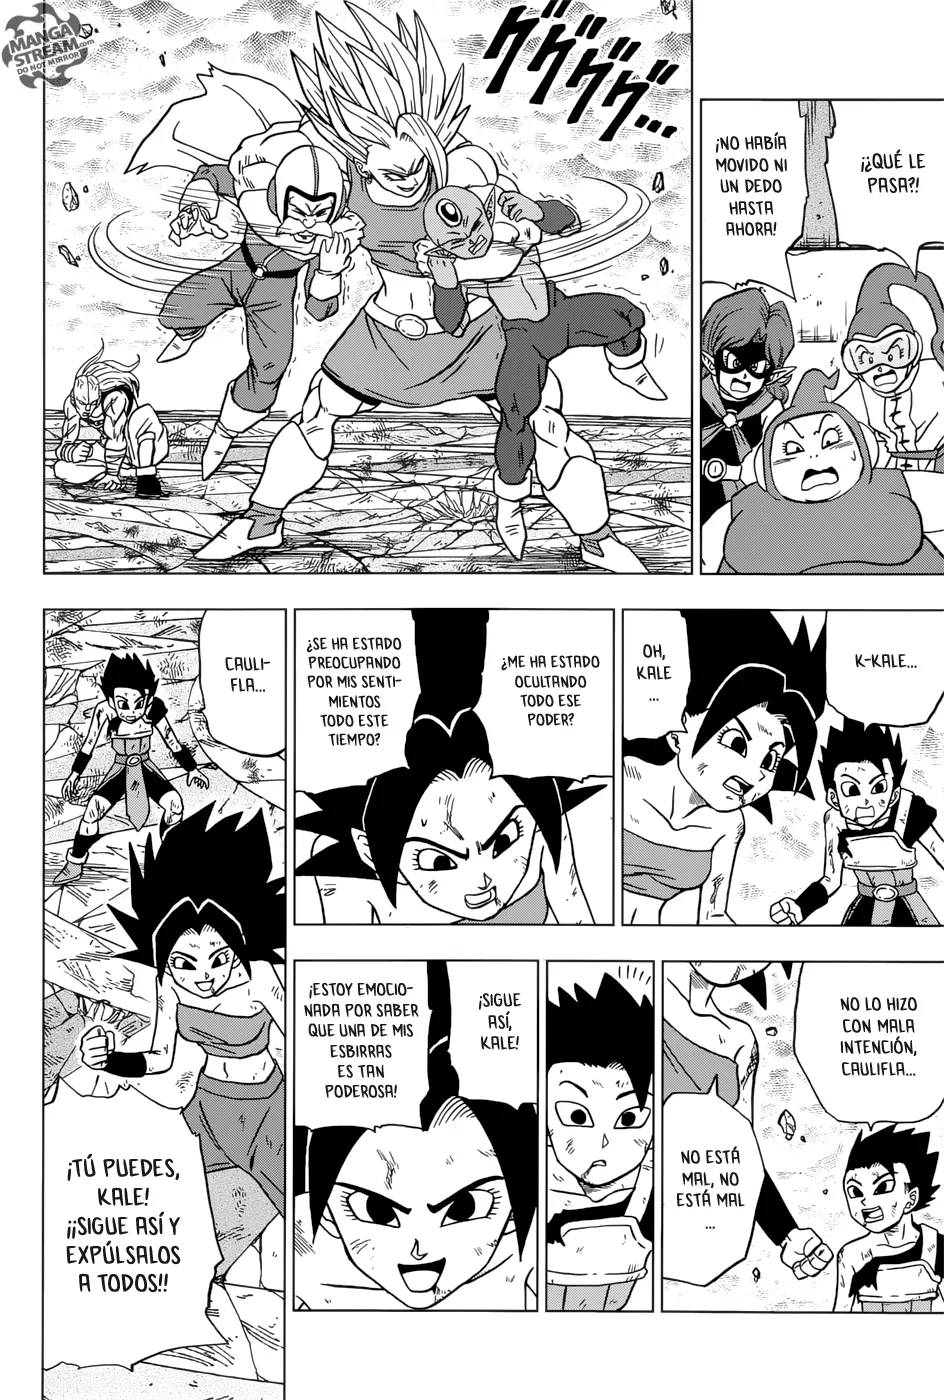 MANGA
STREAM.com
DO NOT MIRROR
¡¿QUÉ LE
PASA?!
¡NO HABÍA
MOVIDO NI
UN DEDO
HASTA
AHORA!
グググググ...
K-KALE...
OH,
KALE
...
¿ME HA ESTADO
OCULTANDO
TODO ESE
PODER?
¿SE HA ESTADO
PREOCUPANDO
POR MIS SENTI-
MIENTOS
TODO ESTE
TIEMPO?
CAULI-
FLA...
NO LO HIZO
CON MALA
INTENCIÓN,
CAULIFLA...
NO ESTÁ
MAL, NO
ESTÁ MAL
...
¡SIGUE
ASÍ,
KALE!
¡ESTOY EMOCIO-
NADA POR SABER
QUE UNA DE MIS
ESBIRRAS
ES TAN
PODEROSA!
¡TÚ PUEDES,
KALE!
¡¡SIGUE ASÍ Y
EXPÚLSALOS
A TODOS!!